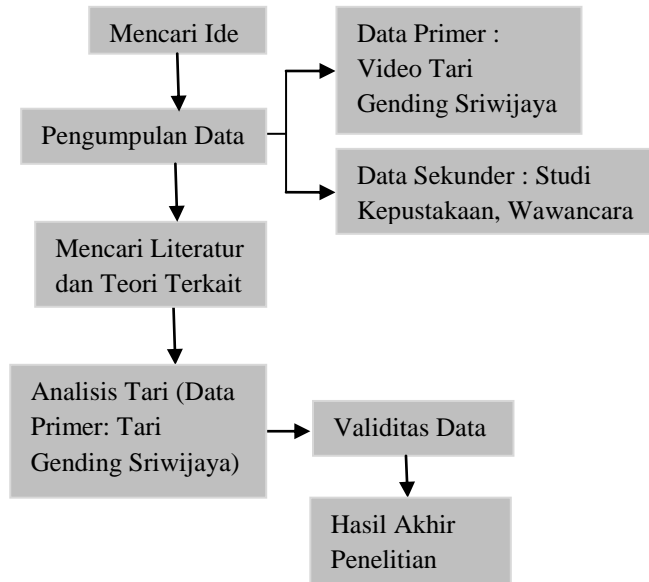 Mencari Ide
Pengumpulan Data
Data Primer :
Video Tari
Gending Sriwijaya
Data Sekunder : Studi
Kepustakaan, Wawancara
Mencari Literatur
dan Teori Terkait
Analisis Tari (Data
Primer: Tari
Gending Sriwijaya)
Validitas Data
Hasil Akhir
Penelitian